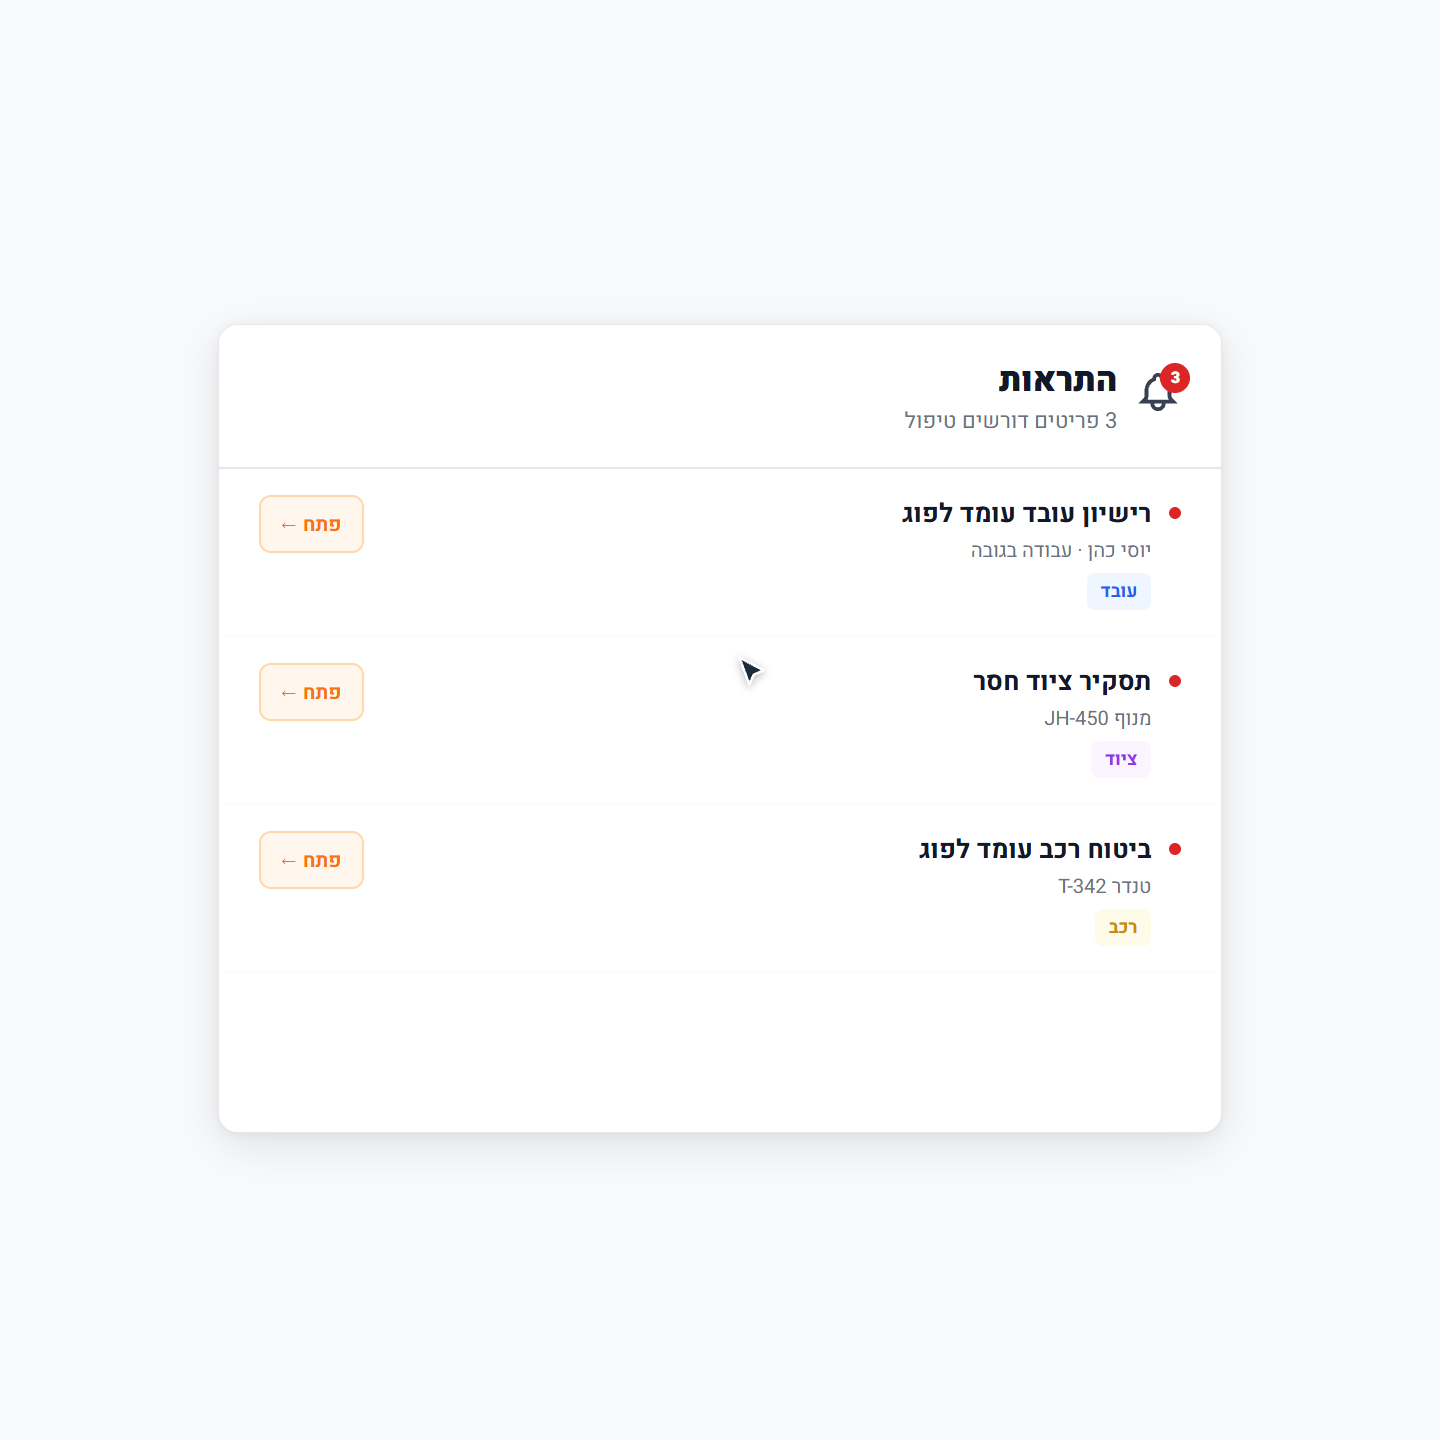 3
התראות
3 פריטים דורשים טיפול
רישיון עובד עומד לפוג
יוסי כהן · עבודה בגובה
עובד
פתח ←
תסקיר ציוד חסר
מנוף JH-450
ציוד
פתח ←
ביטוח רכב עומד לפוג
טנדר T-342
רכב
פתח ←